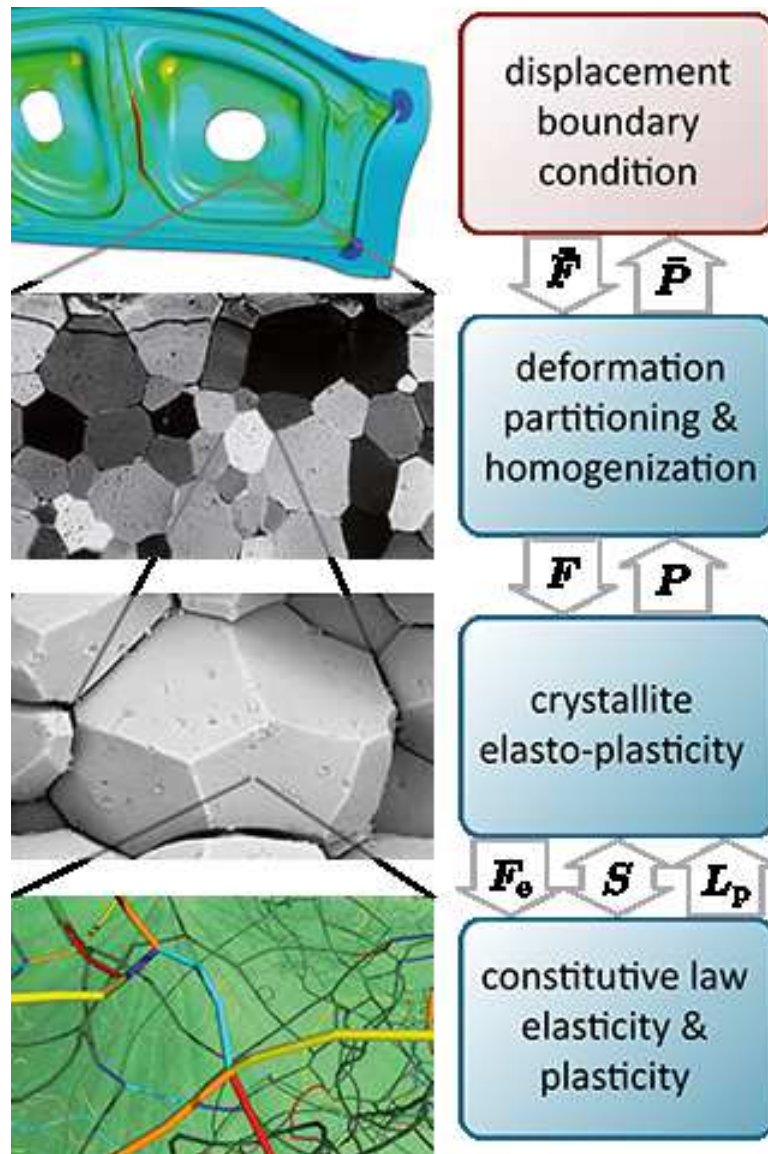 displacement
boundary
condition
F̄ P̄
deformation
partitioning &
homogenization
F P
crystallite
elasto-plasticity
Fe S Lp
constitutive law
elasticity &
plasticity